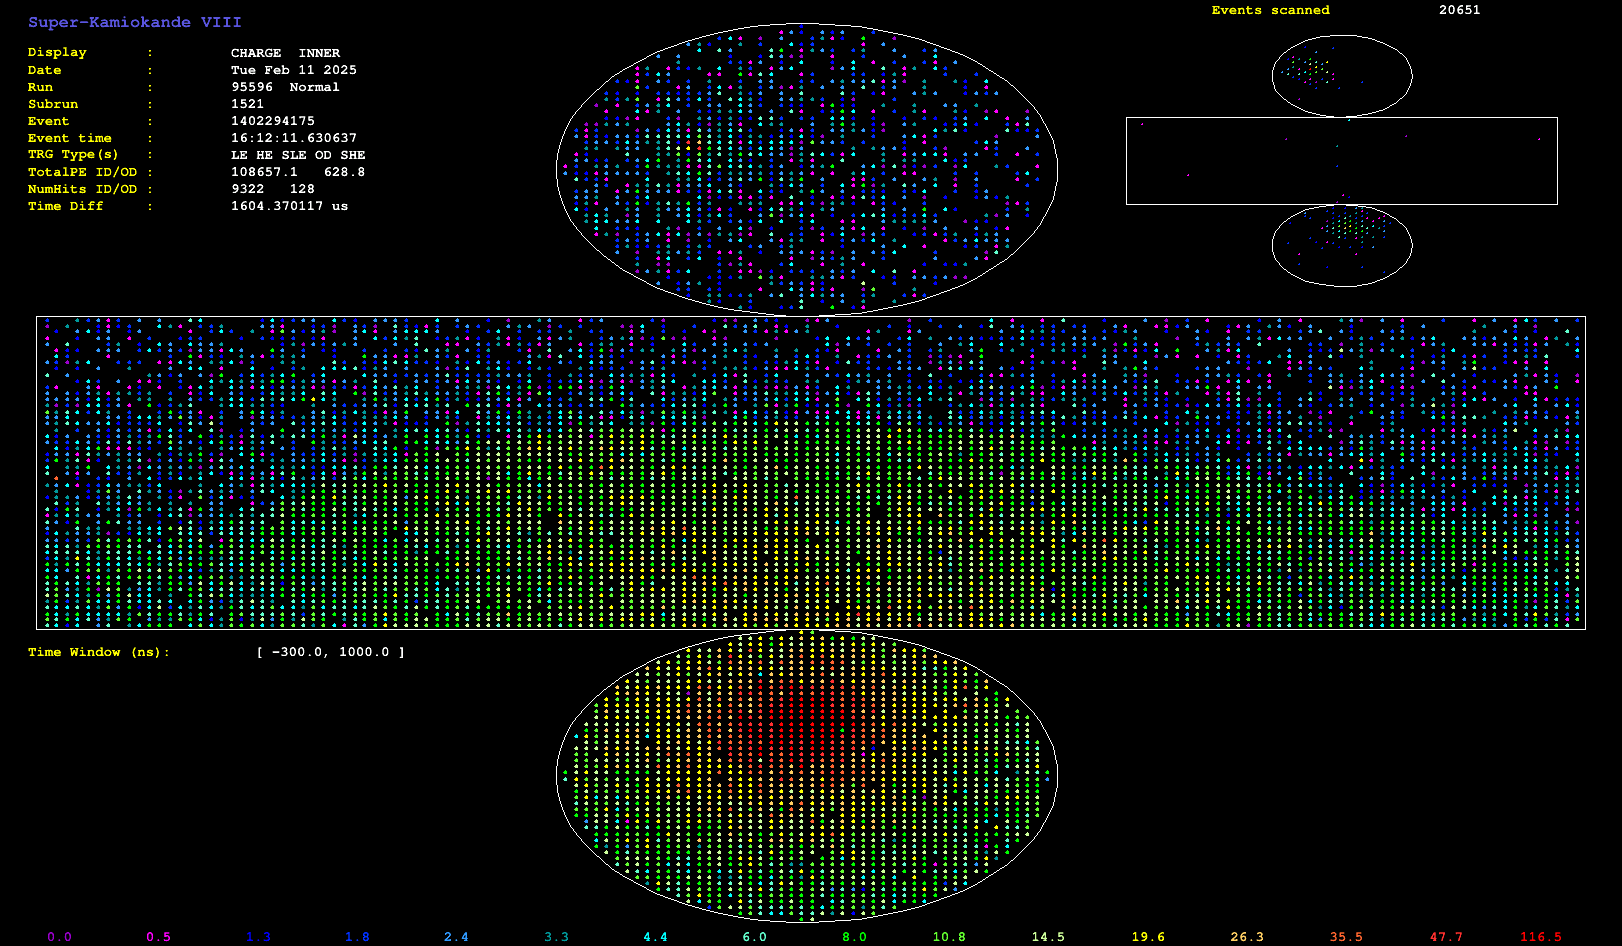 Super-Kamiokande VIII
Events scanned 20651
Display : CHARGE INNER
Date : Tue Feb 11 2025
Run : 95596 Normal
Subrun : 1521
Event : 1402294175
Event time : 16:12:11.630637
TRG Type(s) : LE HE SLE OD SHE
TotalPE ID/OD : 108657.1 628.8
NumHits ID/OD : 9322 128
Time Diff : 1604.370117 us
Time Window (ns): [ -300.0, 1000.0 ]
0.0 0.5 1.3 1.8 2.4 3.3 4.4 6.0 8.0 10.8 14.5 19.6 26.3 35.5 47.7 116.5